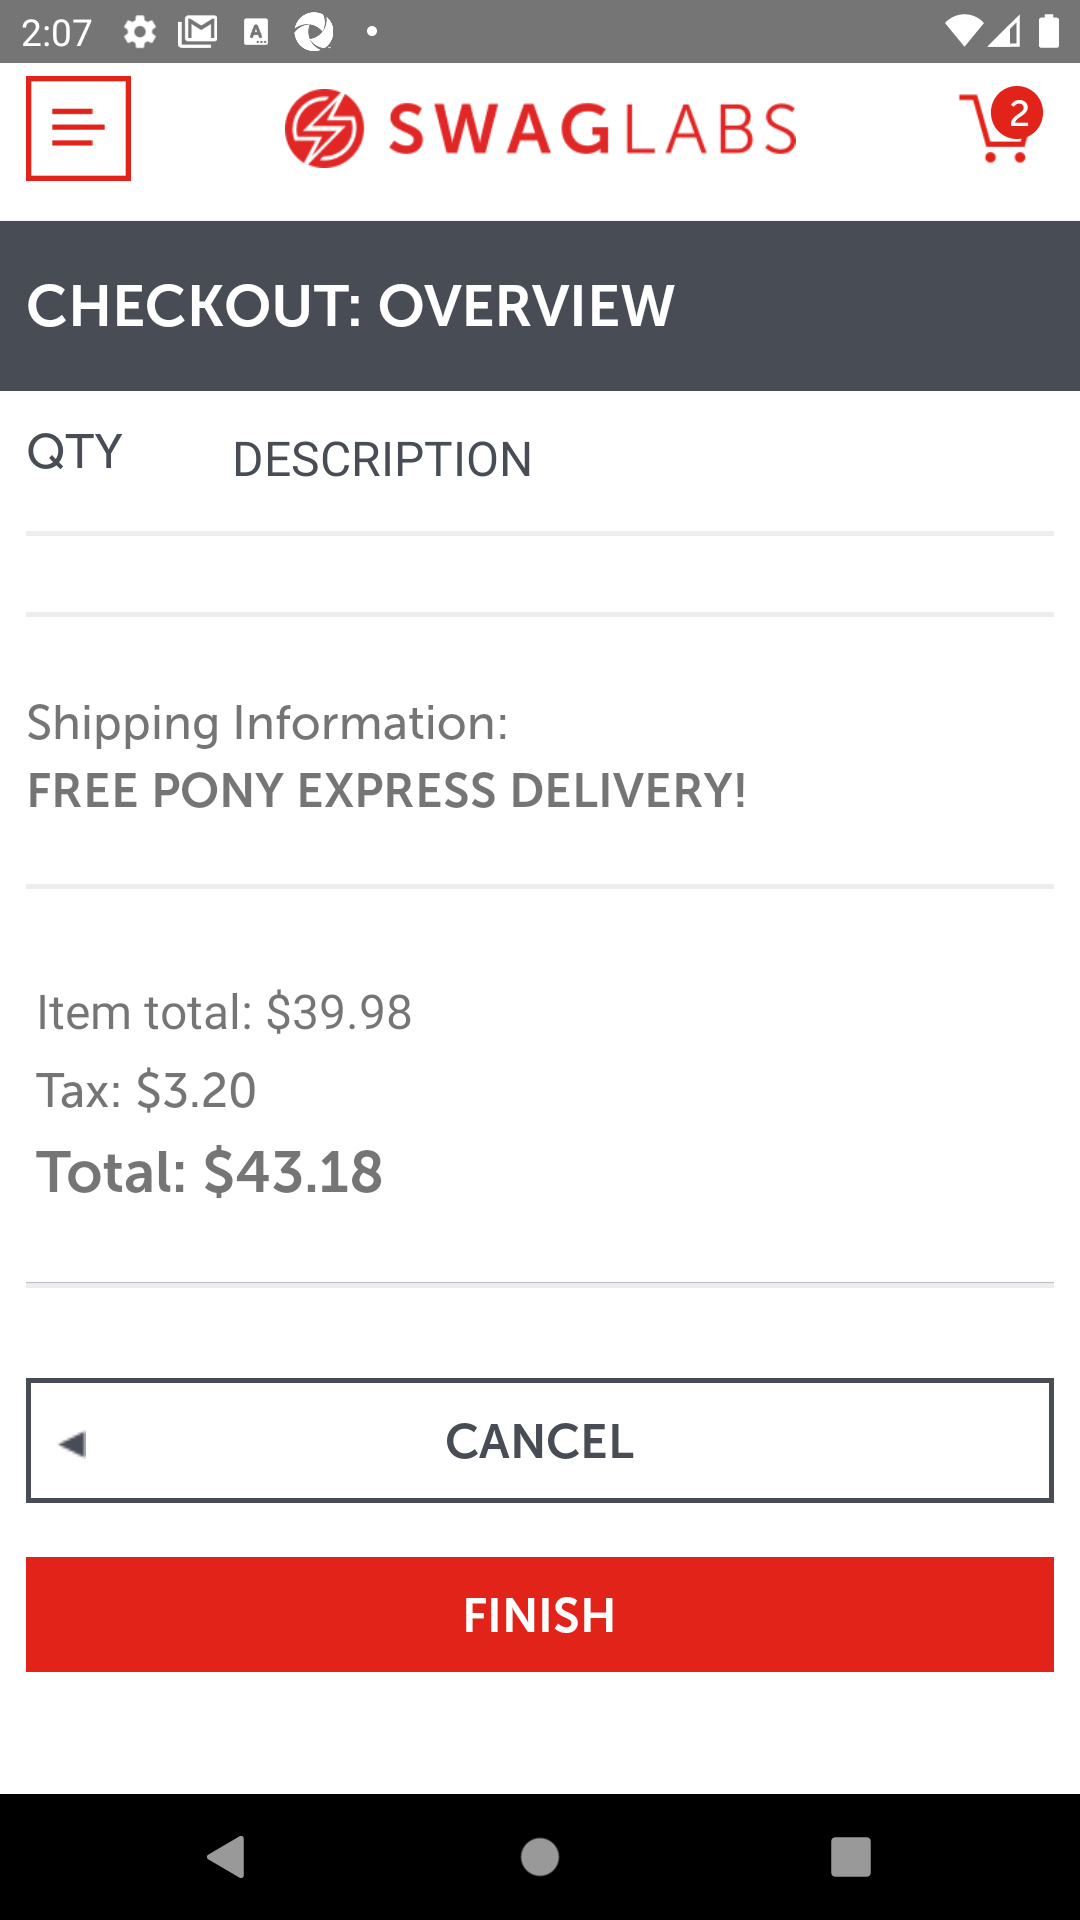 2:07
SWAGLABS
2
CHECKOUT: OVERVIEW
QTY DESCRIPTION
Shipping Information:
FREE PONY EXPRESS DELIVERY!
Item total: $39.98
Tax: $3.20
Total: $43.18
CANCEL
FINISH